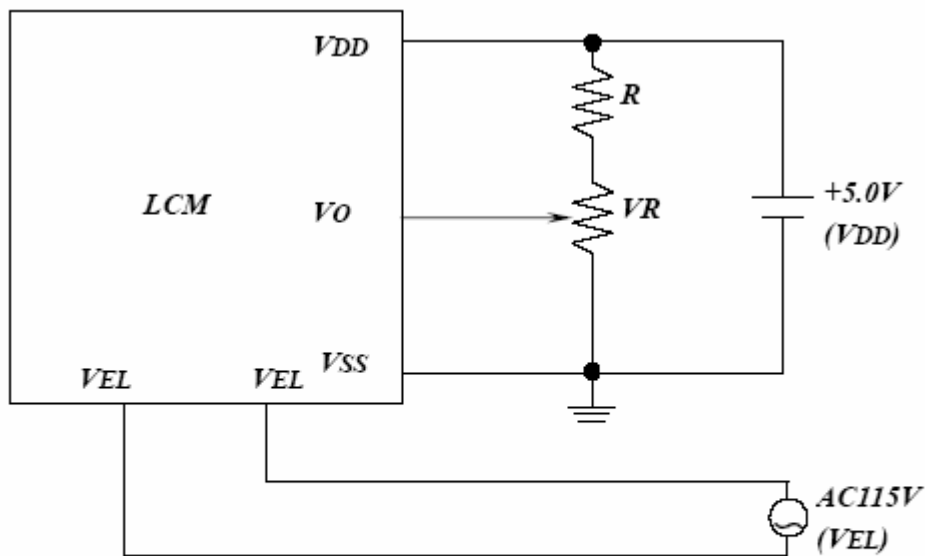 VDD
R
LCM
VO
VR
+5.0V
(VDD)
VSS
VEL
VEL
AC115V
(VEL)